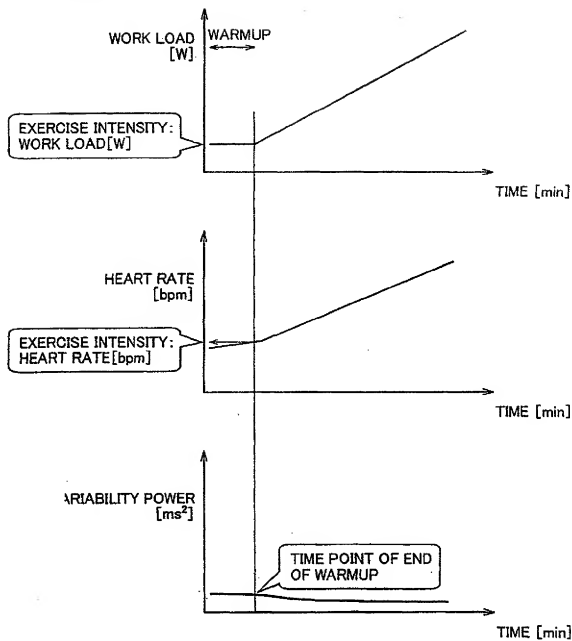 WORK LOAD
[W]
WARMUP
EXERCISE INTENSITY:
WORK LOAD[W]
TIME [min]
HEART RATE
[bpm]
EXERCISE INTENSITY:
HEART RATE[bpm]
TIME [min]
ARIABILITY POWER
[ms²]
TIME POINT OF END
OF WARMUP
TIME [min]